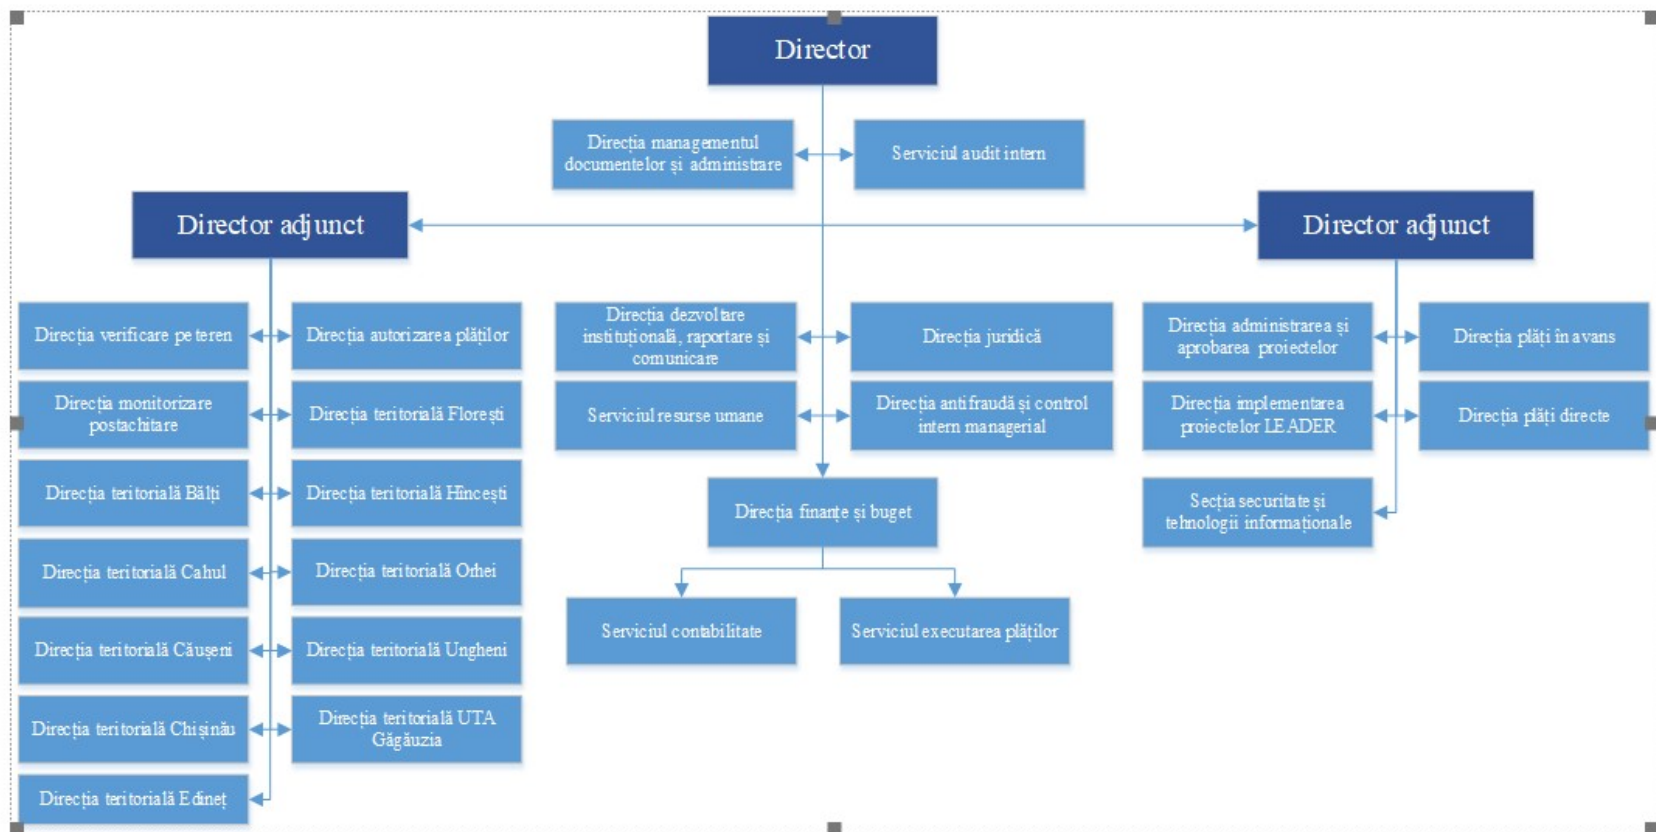 Director
Direcția managementul
documentelor și administrare
Serviciul audit intern
Director adjunct
Director adjunct
Direcția verificare pe teren
Direcția autorizarea plăților
Direcția monitorizare
postachitare
Direcția teritorială Florești
Direcția teritorială Bălți
Direcția teritorială Hîncești
Direcția teritorială Cahul
Direcția teritorială Orhei
Direcția teritorială Căușeni
Direcția teritorială Ungheni
Direcția teritorială Chișinău
Direcția teritorială UTA
Găgăuzia
Direcția teritorială Edineț
Direcția dezvoltare
instituțională, raportare și
comunicare
Direcția juridică
Serviciul resurse umane
Direcția antifraudă și control
intern managerial
Direcția finanțe și buget
Serviciul contabilitate
Serviciul executarea plăților
Direcția administrarea și
aprobarea proiectelor
Direcția plăți în avans
Direcția implementarea
proiectelor LEADER
Direcția plăți directe
Secția securitate și
tehnologii informaționale